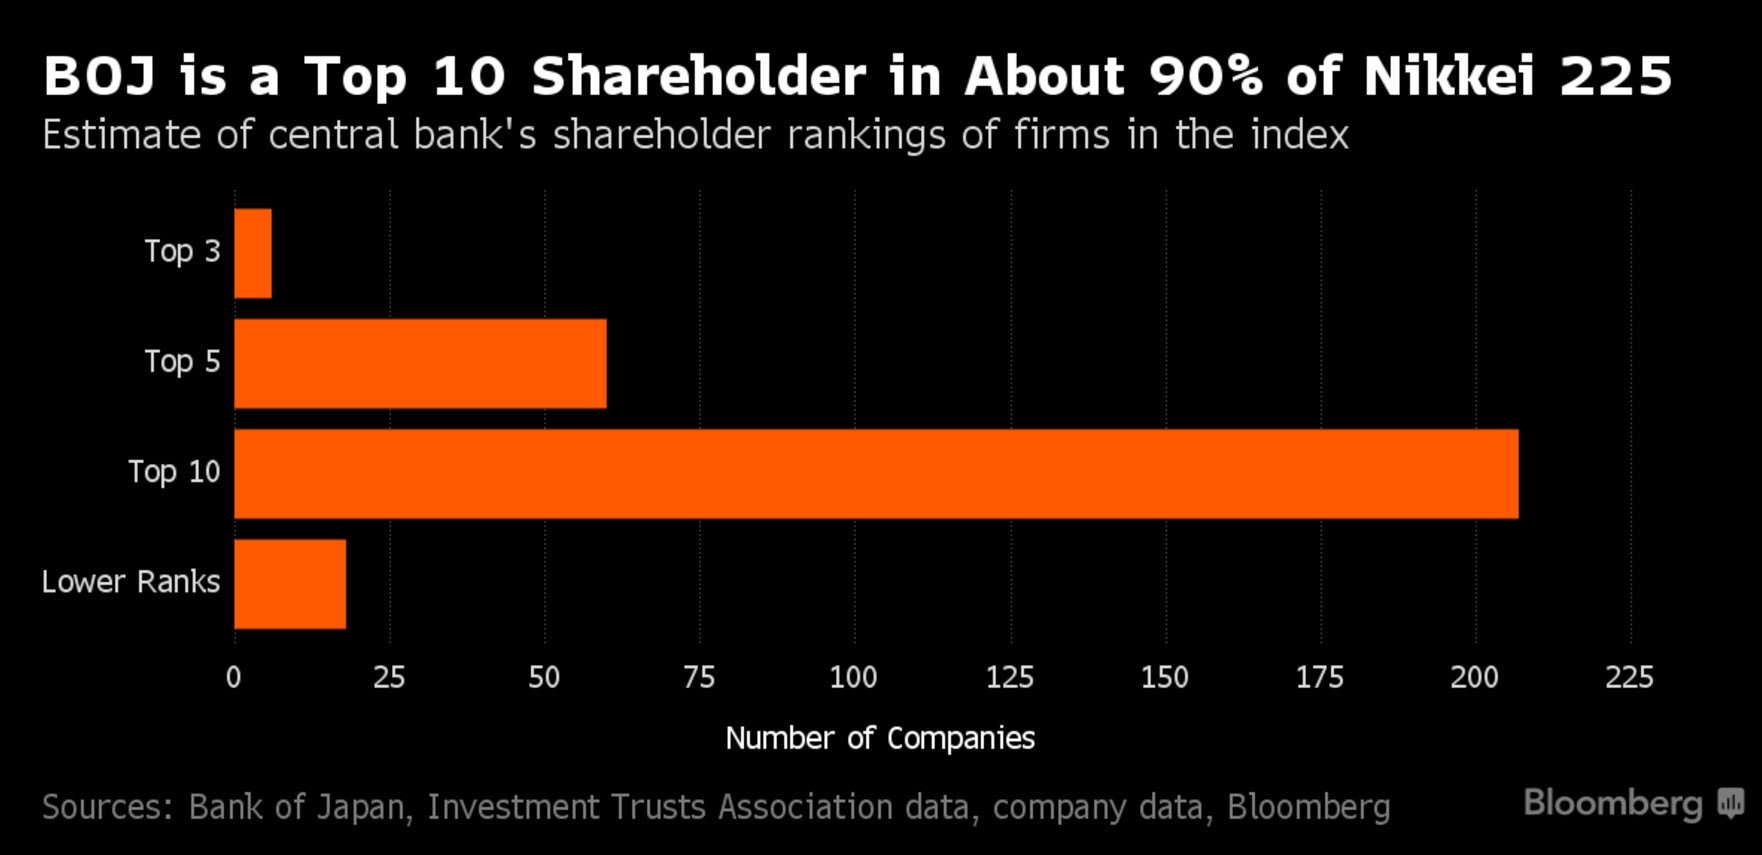 BOJ is a Top 10 Shareholder in About 90% of Nikkei 225
Estimate of central bank's shareholder rankings of firms in the index
Top 3
Top 5
Top 10
Lower Ranks
0 25 50 75 100 125 150 175 200 225
Number of Companies
Sources: Bank of Japan, Investment Trusts Association data, company data, Bloomberg
Bloomberg